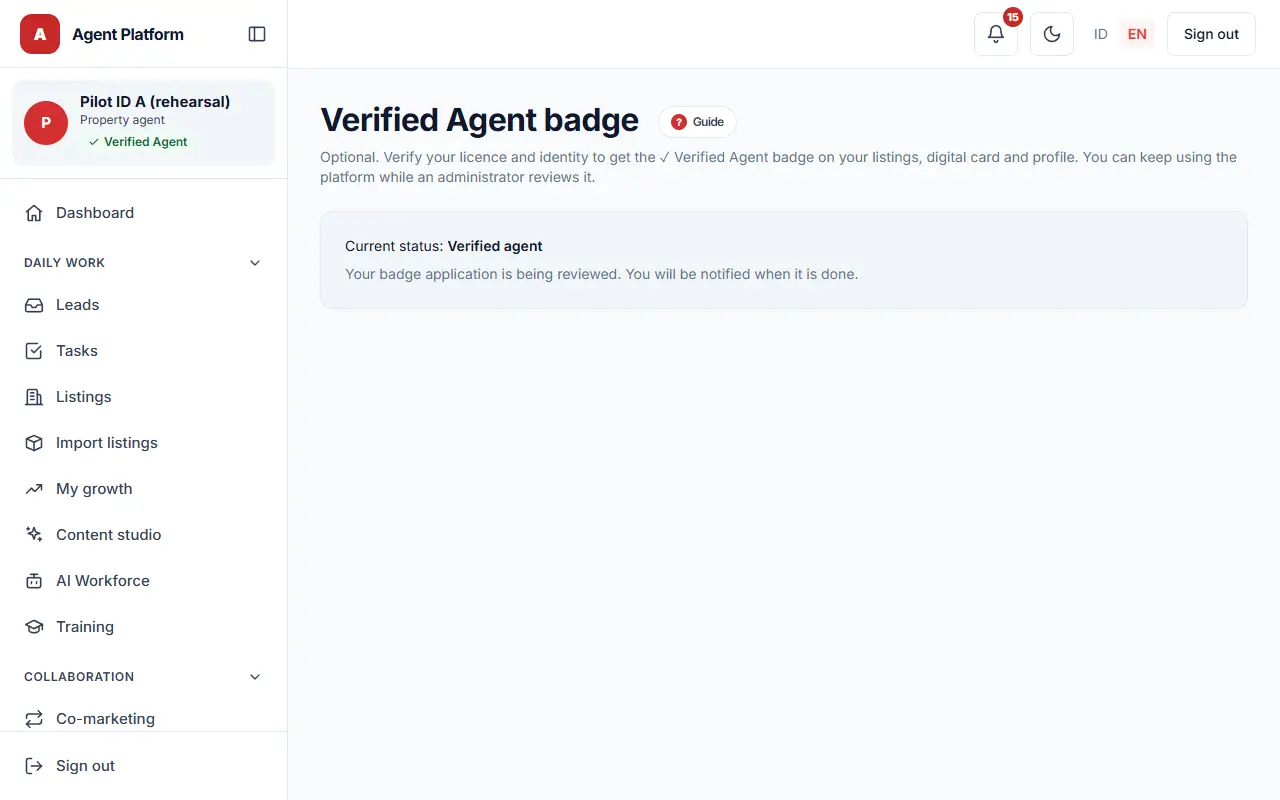 A
Agent Platform
15
ID
EN
Sign out
P
Pilot ID A (rehearsal)
Property agent
✓ Verified Agent
Dashboard
DAILY WORK
Leads
Tasks
Listings
Import listings
My growth
Content studio
AI Workforce
Training
COLLABORATION
Co-marketing
Sign out
Verified Agent badge
? Guide
Optional. Verify your licence and identity to get the ✓ Verified Agent badge on your listings, digital card and profile. You can keep using the
platform while an administrator reviews it.
Current status: Verified agent
Your badge application is being reviewed. You will be notified when it is done.